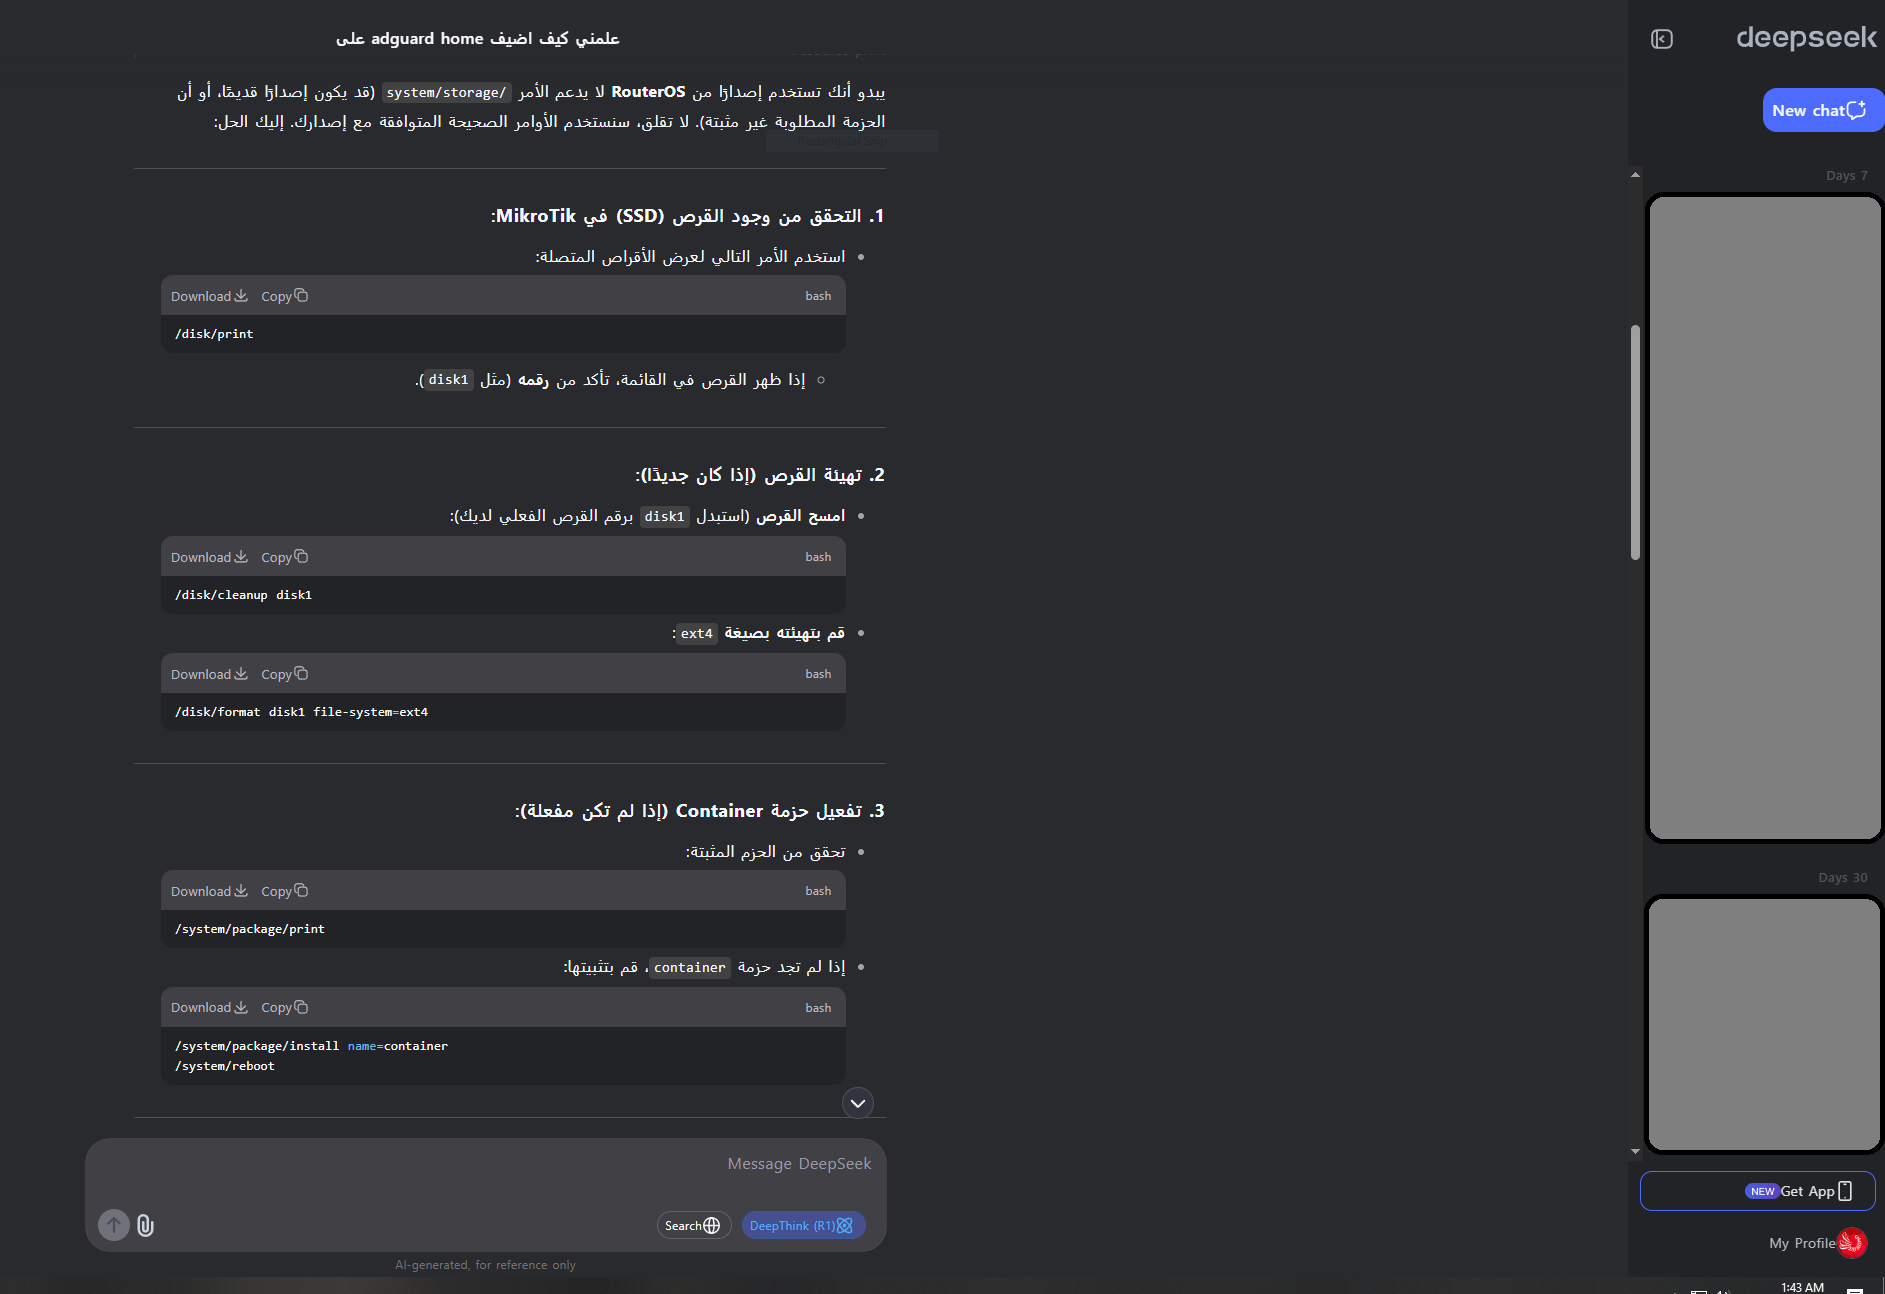 علمني كيف اضيف adguard home على
يبدو أنك تستخدم إصدارًا من RouterOS لا يدعم الأمر /system/storage (قد يكون إصدارًا قديمًا، أو أن
الحزمة المطلوبة غير مثبتة). لا تقلق، سنستخدم الأوامر الصحيحة المتوافقة مع إصدارك. إليك الحل:
Rectangular Snip
1. التحقق من وجود القرص (SSD) في MikroTik:
استخدم الأمر التالي لعرض الأقراص المتصلة:
bash Copy Download
/disk/print
إذا ظهر القرص في القائمة، تأكد من رقمه (مثل disk1).
2. تهيئة القرص (إذا كان جديدًا):
امسح القرص (استبدل disk1 برقم القرص الفعلي لديك):
bash Copy Download
/disk/cleanup disk1
قم بتهيئته بصيغة ext4:
bash Copy Download
/disk/format disk1 file-system=ext4
3. تفعيل حزمة Container (إذا لم تكن مفعلة):
تحقق من الحزم المثبتة:
bash Copy Download
/system/package/print
إذا لم تجد حزمة container، قم بتثبيتها:
bash Copy Download
/system/package/install name=container
/system/reboot
Message DeepSeek
DeepThink (R1) Search
AI-generated, for reference only
deepseek
New chat
Days 7
Days 30
NEW Get App
My Profile
1:43 AM